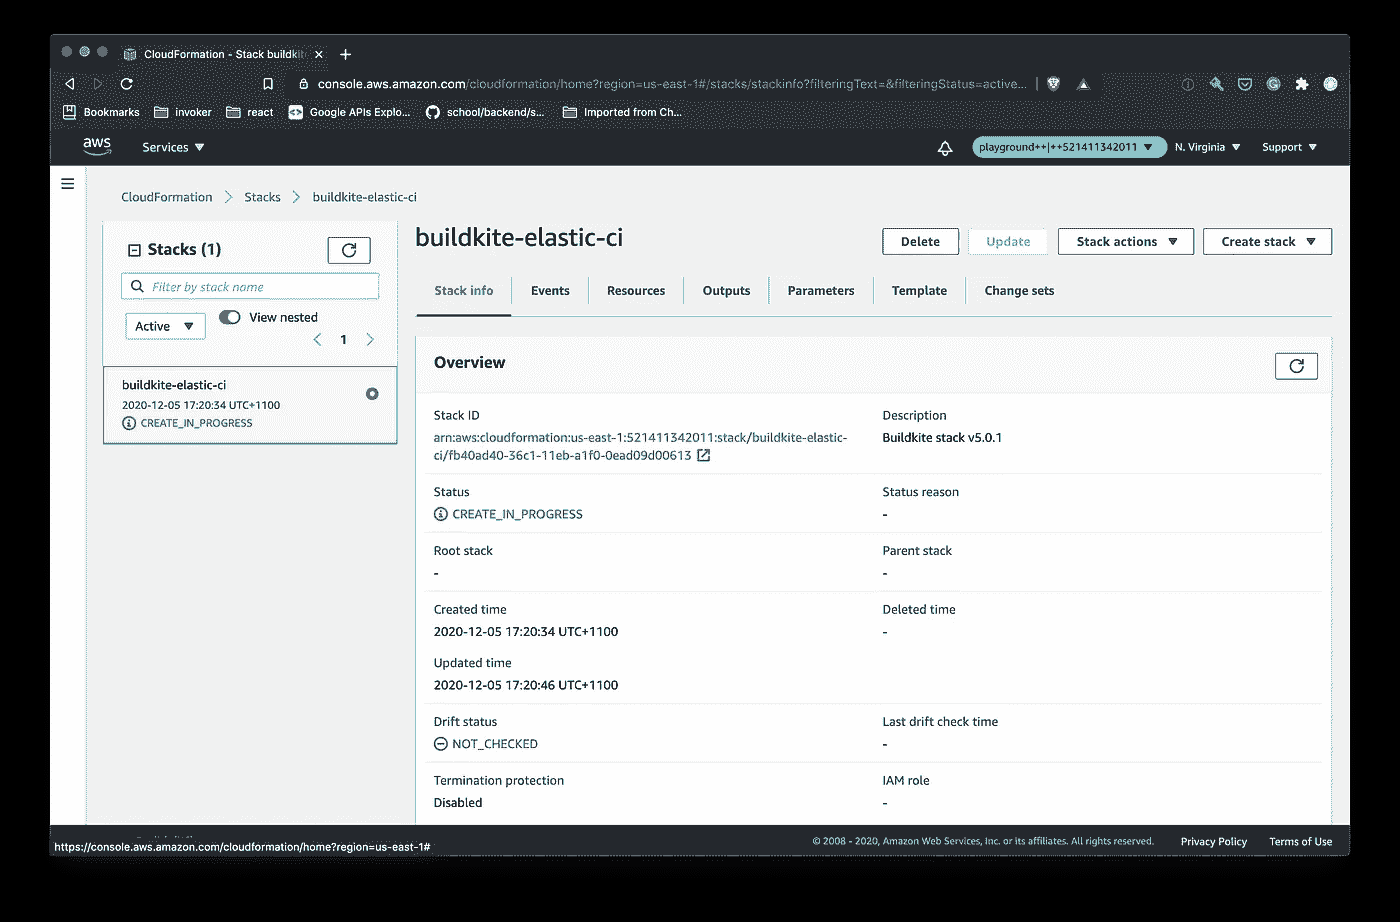 CloudFormation - Stack buildkit
console.aws.amazon.com/cloudformation/home?region=us-east-1#/stacks/stackinfo?filteringText=&filteringStatus=active...
Bookmarks invoker react Google APIs Explo... school/backend/s... Imported from Ch...
aws Services playground++|++521411342011 N. Virginia Support
CloudFormation Stacks buildkite-elastic-ci
Stacks (1)
Filter by stack name
Active View nested
1
buildkite-elastic-ci
2020-12-05 17:20:34 UTC+1100
CREATE_IN_PROGRESS
buildkite-elastic-ci
Delete Update Stack actions Create stack
Stack info Events Resources Outputs Parameters Template Change sets
Overview
Stack ID
arn:aws:cloudformation:us-east-1:521411342011:stack/buildkite-elastic-
ci/fb40ad40-36c1-11eb-a1f0-0ead09d00613
Description
Buildkite stack v5.0.1
Status
CREATE_IN_PROGRESS
Status reason
-
Root stack
-
Parent stack
-
Created time
2020-12-05 17:20:34 UTC+1100
Deleted time
-
Updated time
2020-12-05 17:20:46 UTC+1100
Drift status
NOT_CHECKED
Last drift check time
-
Termination protection
Disabled
IAM role
-
https://console.aws.amazon.com/cloudformation/home?region=us-east-1#
© 2008 - 2020, Amazon Web Services, Inc. or its affiliates. All rights reserved. Privacy Policy Terms of Use